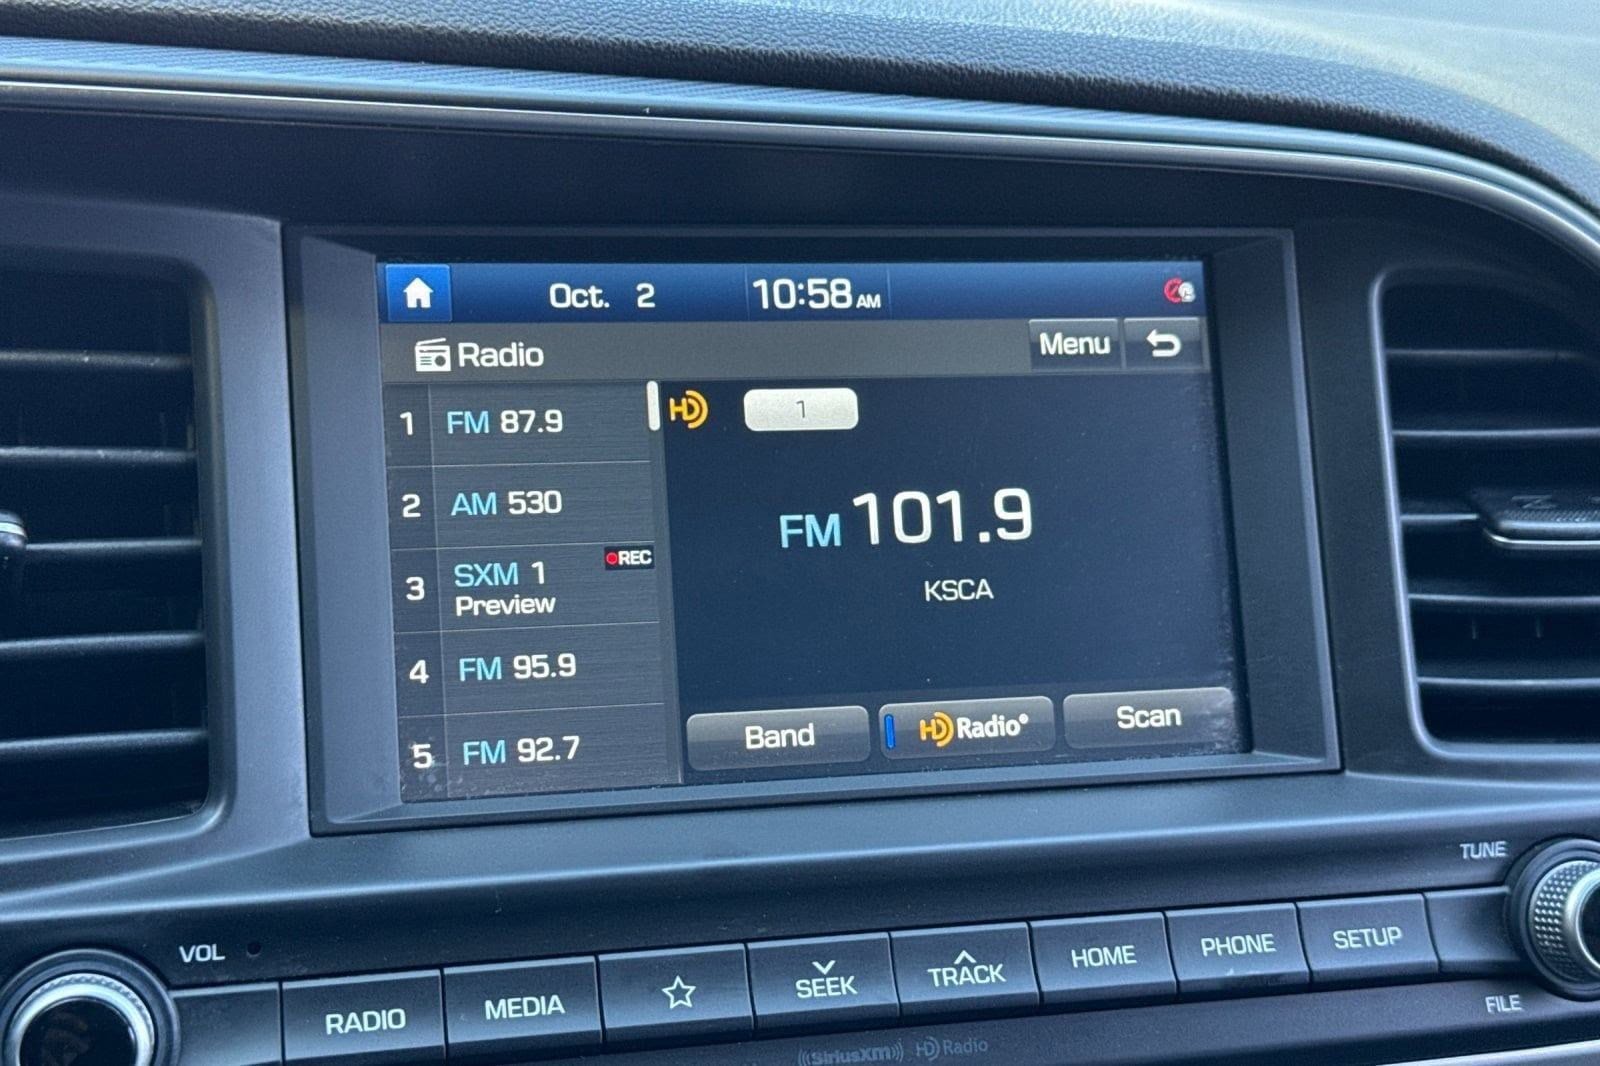 Oct. 2 10:58 AM
Radio Menu
1 FM 87.9
HD 1
2 AM 530
3 SXM 1 REC
Preview
4 FM 95.9
5 FM 92.7
FM 101.9
KSCA
Band HD Radio® Scan
VOL TUNE
RADIO MEDIA SEEK TRACK HOME PHONE SETUP
FILE
((SiriusXM)) HD Radio